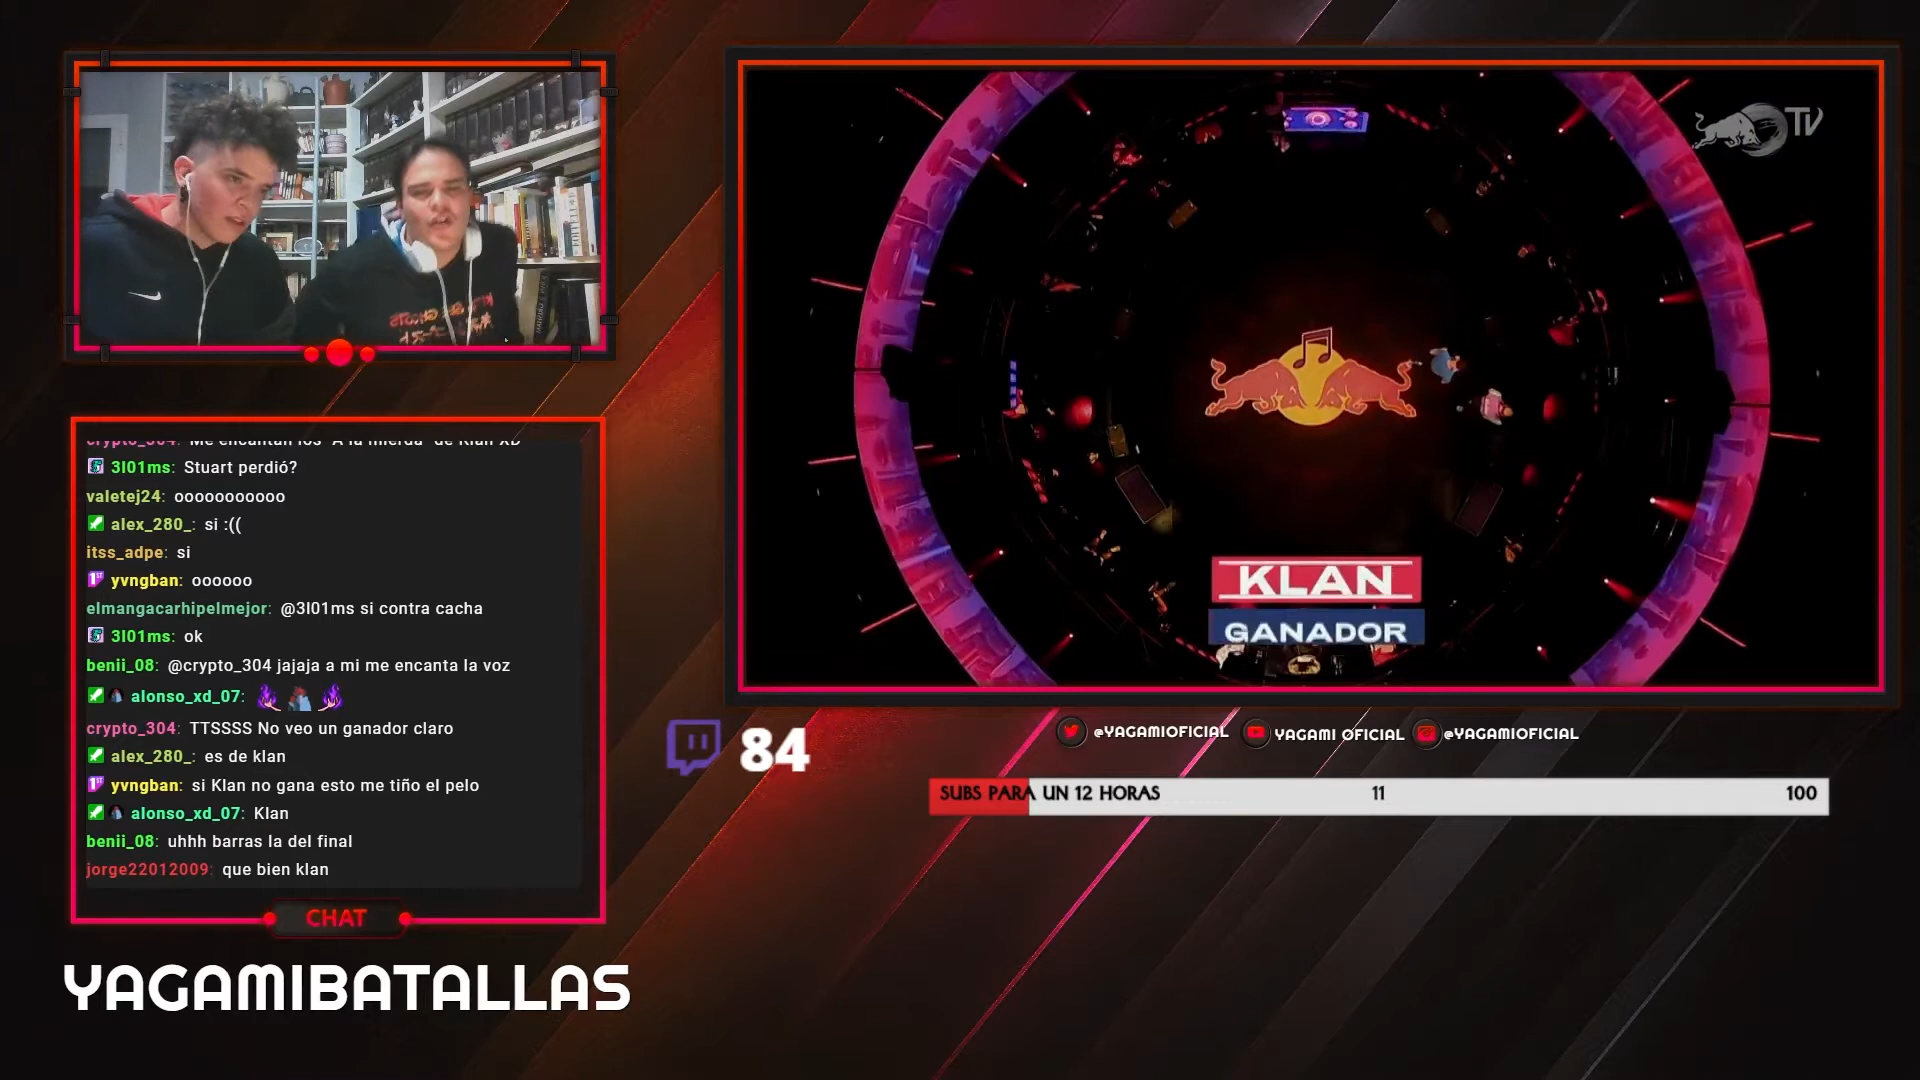 TV
KLAN
GANADOR
3l01ms: Stuart perdió?
valetej24: ooooooooooo
alex_280_: si :((
itss_adpe: si
yvngban: oooooo
elmangacarhipelmejor: @3l01ms si contra cacha
3l01ms: ok
benii_08: @crypto_304 jajaja a mi me encanta la voz
alonso_xd_07:
crypto_304: TTSSSS No veo un ganador claro
alex_280_: es de klan
yvngban: si Klan no gana esto me tiño el pelo
alonso_xd_07: Klan
benii_08: uhhh barras la del final
jorge22012009: que bien klan
CHAT
84
@YAGAMIOFICIAL YAGAMI OFICIAL @YAGAMIOFICIAL
SUBS PARA UN 12 HORAS 11 100
YAGAMIBATALLAS